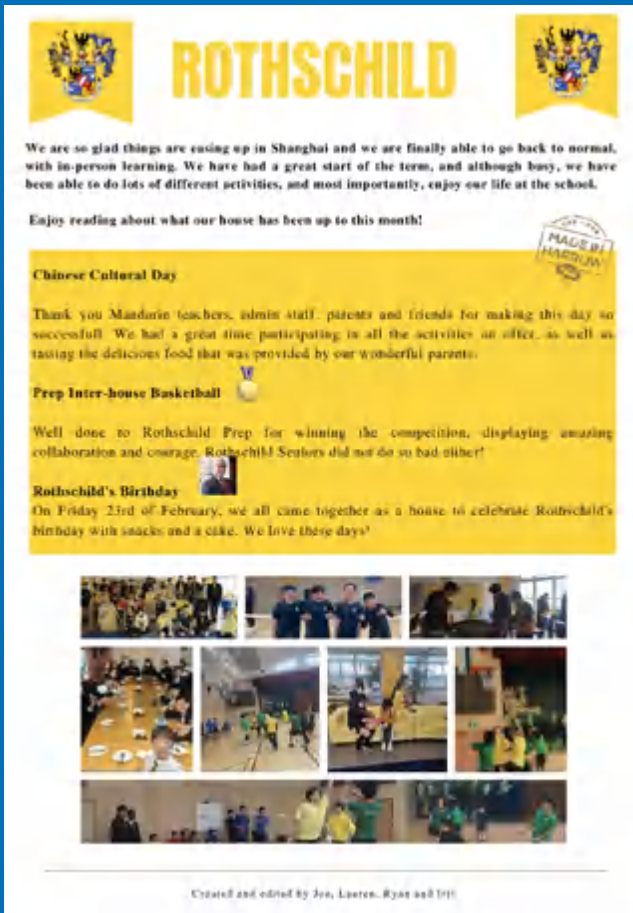 ROTHSCHILD
We are so glad things are easing up in Shanghai and we are finally able to go back to normal,
with in-person learning. We have had a great start of the term, and although busy, we have
been able to do lots of different activities, and most importantly, enjoy our life at the school.
Enjoy reading about what our house has been up to this month!
MADE IN
HARROW
Chinese Cultural Day
Thank you Mandarin teachers, admin staff, parents and friends for making this day so
successfull. We had a great time participating in all the activities on offer, as well as
tasting the delicious food that was provided by our wonderful parents.
Prep Inter-house Basketball
Well done to Rothschild Prep for winning the competition, displaying amazing
collaboration and courage. Rothschild Seniors did not do so bad either!
Rothschild's Birthday
On Friday 23rd of February, we all came together as a house to celebrate Rothschild's
birthday with snacks and a cake. We love these days!
Created and edited by Lauren, Ryan and